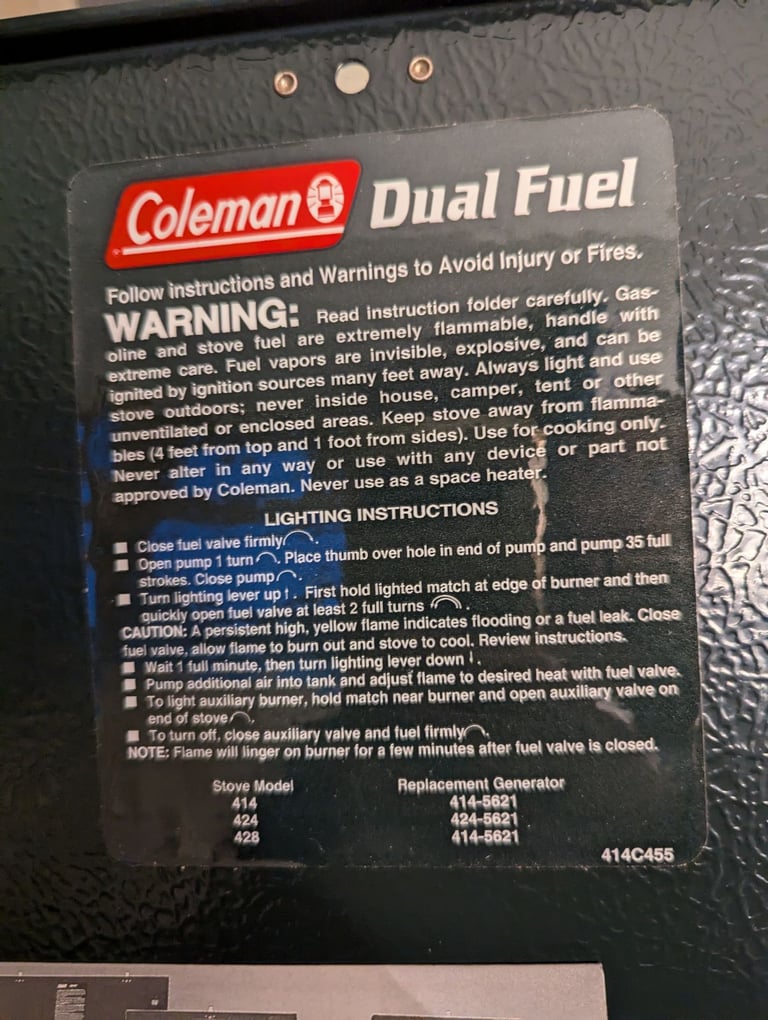 Coleman Dual Fuel
Follow instructions and Warnings to Avoid Injury or Fires.
WARNING: Read instruction folder carefully. Gas-
oline and stove fuel are extremely flammable, handle with
extreme care. Fuel vapors are invisible, explosive, and can be
ignited by ignition sources many feet away. Always light and use
stove outdoors; never inside house, camper, tent or other
unventilated or enclosed areas. Keep stove away from flamma-
bles (4 feet from top and 1 foot from sides). Use for cooking only.
Never alter in any way or use with any device or part not
approved by Coleman. Never use as a space heater.
LIGHTING INSTRUCTIONS
■ Close fuel valve firmly.
■ Open pump 1 turn. Place thumb over hole in end of pump and pump 35 full
strokes. Close pump.
■ Turn lighting lever up↑. First hold lighted match at edge of burner and then
quickly open fuel valve at least 2 full turns.
CAUTION: A persistent high, yellow flame indicates flooding or a fuel leak. Close
fuel valve, allow flame to burn out and stove to cool. Review instructions.
■ Wait 1 full minute, then turn lighting lever down↓.
■ Pump additional air into tank and adjust flame to desired heat with fuel valve.
■ To light auxiliary burner, hold match near burner and open auxiliary valve on
end of stove.
■ To turn off, close auxiliary valve and fuel firmly.
NOTE: Flame will linger on burner for a few minutes after fuel valve is closed.
Stove Model Replacement Generator
414 414-5621
424 424-5621
428 414-5621
414C455